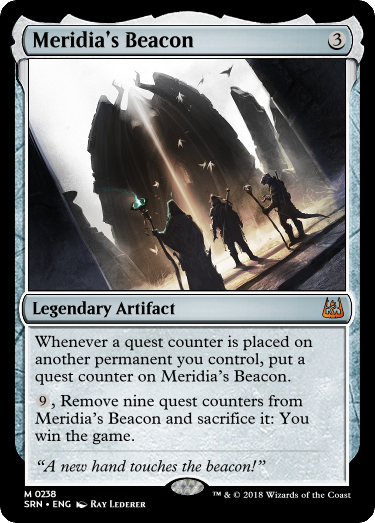 Meridia's Beacon 3
Legendary Artifact
Whenever a quest counter is placed on
another permanent you control, put a
quest counter on Meridia's Beacon.
9, Remove nine quest counters from
Meridia's Beacon and sacrifice it: You
win the game.
“A new hand touches the beacon!”
M 0238
SRN • ENG Ray Lederer
™ & © 2018 Wizards of the Coast